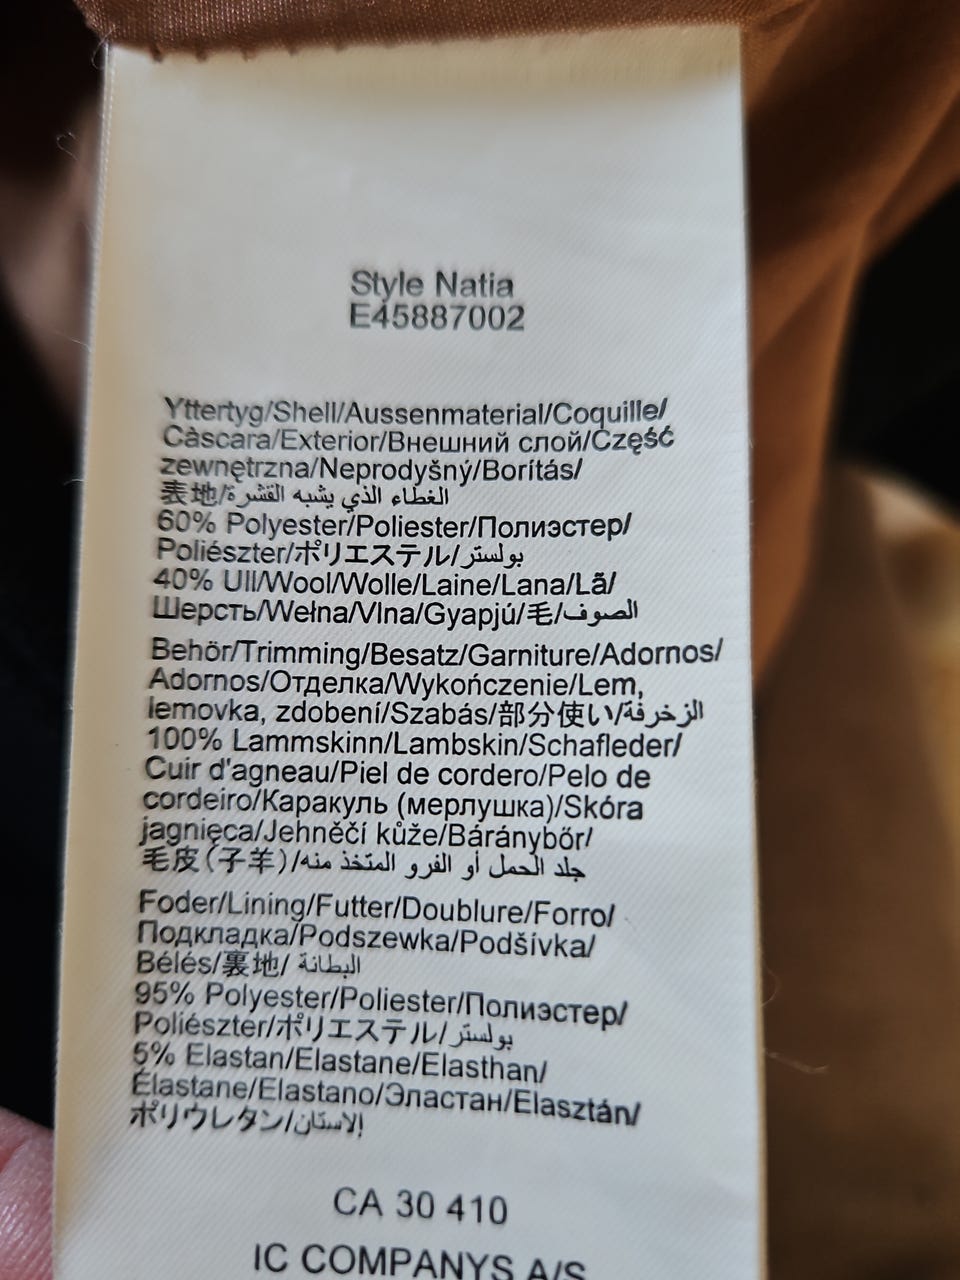 Style Natia
E45887002
Yttertyg/Shell/Aussenmaterial/Coquille/
Càscara/Exterior/Внешний слой/Część
zewnętrzna/Neprodyšný/Borítás/
表地/الغطاء الذي يشبه القشرة
60% Polyester/Poliester/Полиэстер/
Poliészter/ポリエステル/بولستر
40% Ull/Wool/Wolle/Laine/Lana/Lã/
Шерсть/Wełna/Vlna/Gyapjú/毛/الصوف
Behör/Trimming/Besatz/Garniture/Adornos/
Adornos/Отделка/Wykończenie/Lem,
lemovka, zdobení/Szabás/部分使い/الزخرفة
100% Lammskinn/Lambskin/Schafleder/
Cuir d'agneau/Piel de cordero/Pelo de
cordeiro/Каракуль (мерлушка)/Skóra
jagnięca/Jehněčí kůže/Báránybőr/
毛皮(子羊)/جلد الحمل أو الفرو المتخذ منه
Foder/Lining/Futter/Doublure/Forro/
Подкладка/Podszewka/Podšívka/
Bélés/裏地/ البطانة
95% Polyester/Poliester/Полиэстер/
Poliészter/ポリエステル/بولستر
5% Elastan/Elastane/Elasthan/
Élastane/Elastano/Эластан/Elasztán/
ポリウレタン/إلاستان
CA 30 410
IC COMPANYS A/S